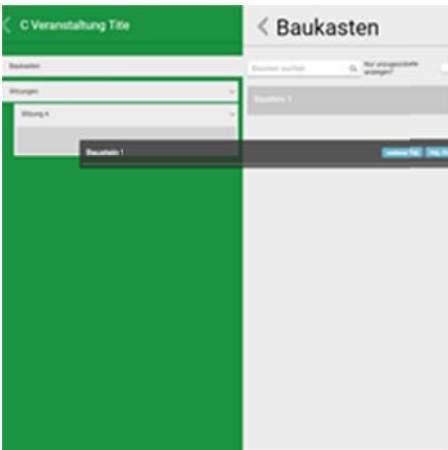 C Veranstaltung Title
Baukasten
Sitzungen
Sitzung A
Baukasten
Baustein suchen
Nur unzugeordnete
anzeigen?
Baustein 1
Baustein 1